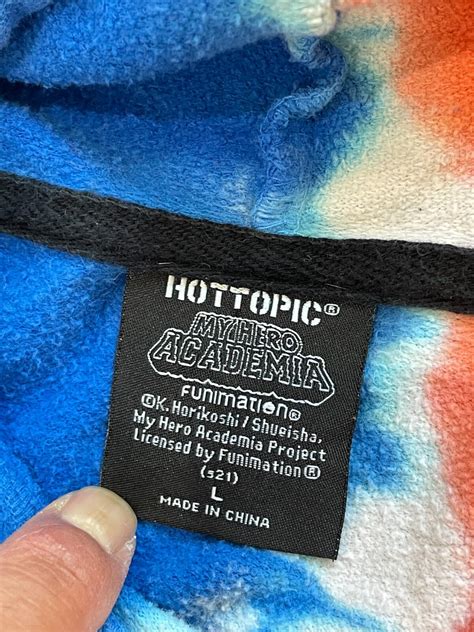 HOTTOPIC®
MY HERO
ACADEMIA
FUNIMATION®
©K. Horikoshi / Shueisha,
My Hero Academia Project
Licensed by Funimation®
(s21)
L
MADE IN CHINA